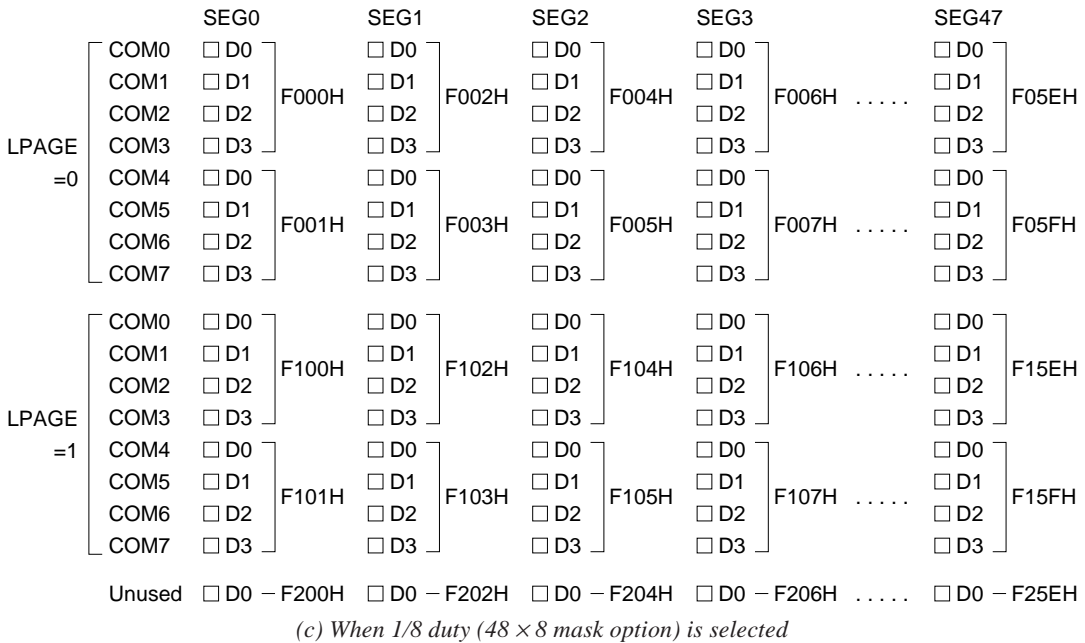 SEG0 SEG1 SEG2 SEG3 SEG47
COM0 □ D0 □ D0 □ D0 □ D0 □ D0
COM1 □ D1 □ D1 □ D1 □ D1 □ D1
F000H F002H F004H F006H ..... F05EH
COM2 □ D2 □ D2 □ D2 □ D2 □ D2
COM3 □ D3 □ D3 □ D3 □ D3 □ D3
LPAGE
=0
COM4 □ D0 □ D0 □ D0 □ D0 □ D0
COM5 □ D1 □ D1 □ D1 □ D1 □ D1
F001H F003H F005H F007H ..... F05FH
COM6 □ D2 □ D2 □ D2 □ D2 □ D2
COM7 □ D3 □ D3 □ D3 □ D3 □ D3
COM0 □ D0 □ D0 □ D0 □ D0 □ D0
COM1 □ D1 □ D1 □ D1 □ D1 □ D1
F100H F102H F104H F106H ..... F15EH
COM2 □ D2 □ D2 □ D2 □ D2 □ D2
COM3 □ D3 □ D3 □ D3 □ D3 □ D3
LPAGE
=1
COM4 □ D0 □ D0 □ D0 □ D0 □ D0
COM5 □ D1 □ D1 □ D1 □ D1 □ D1
F101H F103H F105H F107H ..... F15FH
COM6 □ D2 □ D2 □ D2 □ D2 □ D2
COM7 □ D3 □ D3 □ D3 □ D3 □ D3
Unused □ D0 – F200H □ D0 – F202H □ D0 – F204H □ D0 – F206H ..... □ D0 – F25EH
(c) When 1/8 duty (48 × 8 mask option) is selected